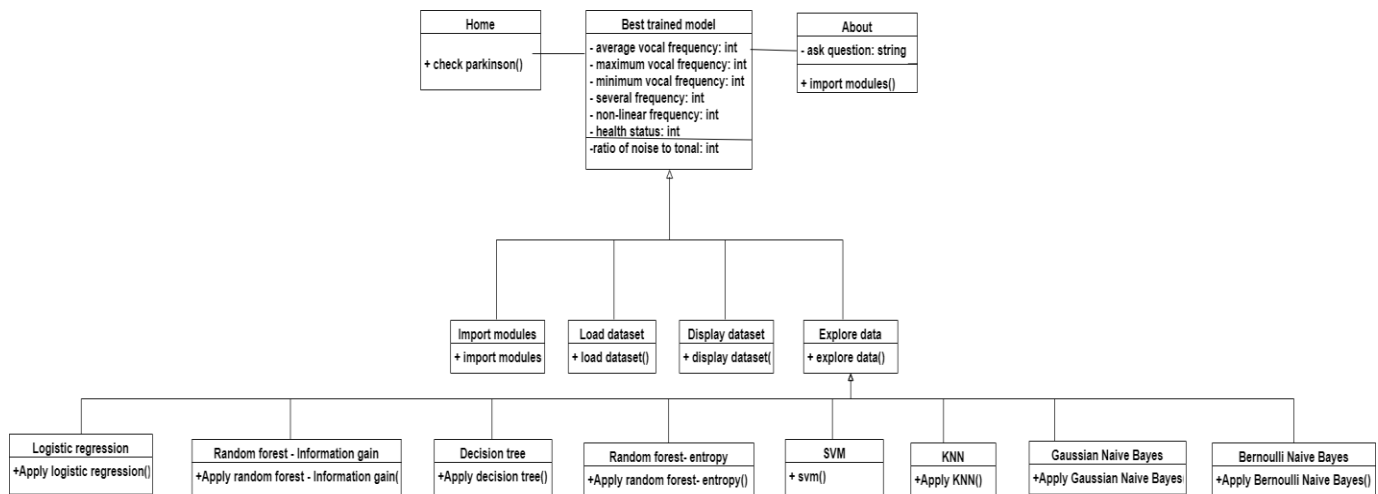 Home
+ check parkinson()
Best trained model
- average vocal frequency: int
- maximum vocal frequency: int
- minimum vocal frequency: int
- several frequency: int
- non-linear frequency: int
- health status: int
-ratio of noise to tonal: int
About
- ask question: string
+ import modules()
Import modules
+ import modules
Load dataset
+ load dataset()
Display dataset
+ display dataset(
Explore data
+ explore data()
Logistic regression
+Apply logistic regression()
Random forest - Information gain
+Apply random forest - Information gain(
Decision tree
+Apply decision tree()
Random forest- entropy
+Apply random forest- entropy()
SVM
+ svm()
KNN
+Apply KNN()
Gaussian Naive Bayes
+Apply Gaussian Naive Bayes(
Bernoulli Naive Bayes
+Apply Bernoulli Naive Bayes()